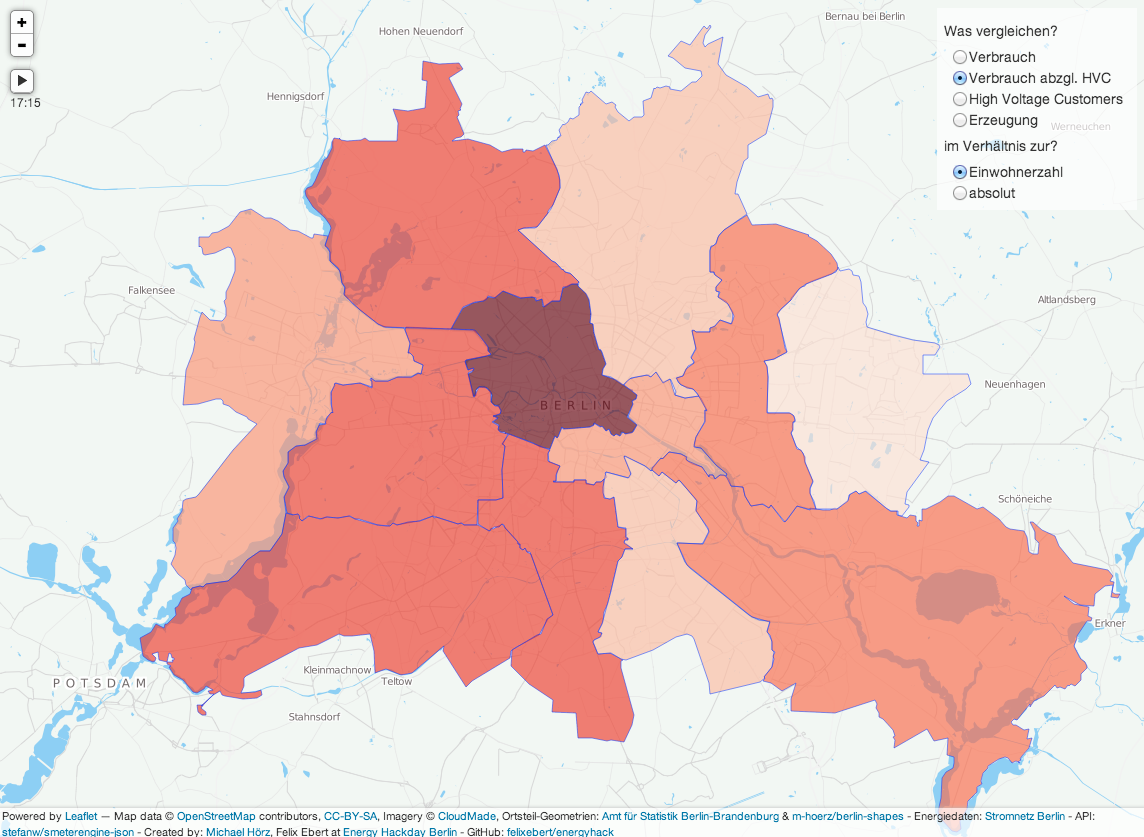 +
-
17:15
Hohen Neuendorf
Bernau bei Berlin
Hennigsdorf
Was vergleichen?
Verbrauch
Verbrauch abzgl. HVC
High Voltage Customers
Erzeugung
Werneuchen
im Verhältnis zur?
Einwohnerzahl
absolut
Falkensee
Altlandsberg
Neuenhagen
BERLIN
Schöneiche
Erkner
POTSDAM
Kleinmachnow
Teltow
Stahnsdorf
Powered by Leaflet — Map data © OpenStreetMap contributors, CC-BY-SA, Imagery © CloudMade, Ortsteil-Geometrien: Amt für Statistik Berlin-Brandenburg & m-hoerz/berlin-shapes - Energiedaten: Stromnetz Berlin - API:
stefanw/smeterengine-json - Created by: Michael Hörz, Felix Ebert at Energy Hackday Berlin - GitHub: felixebert/energyhack